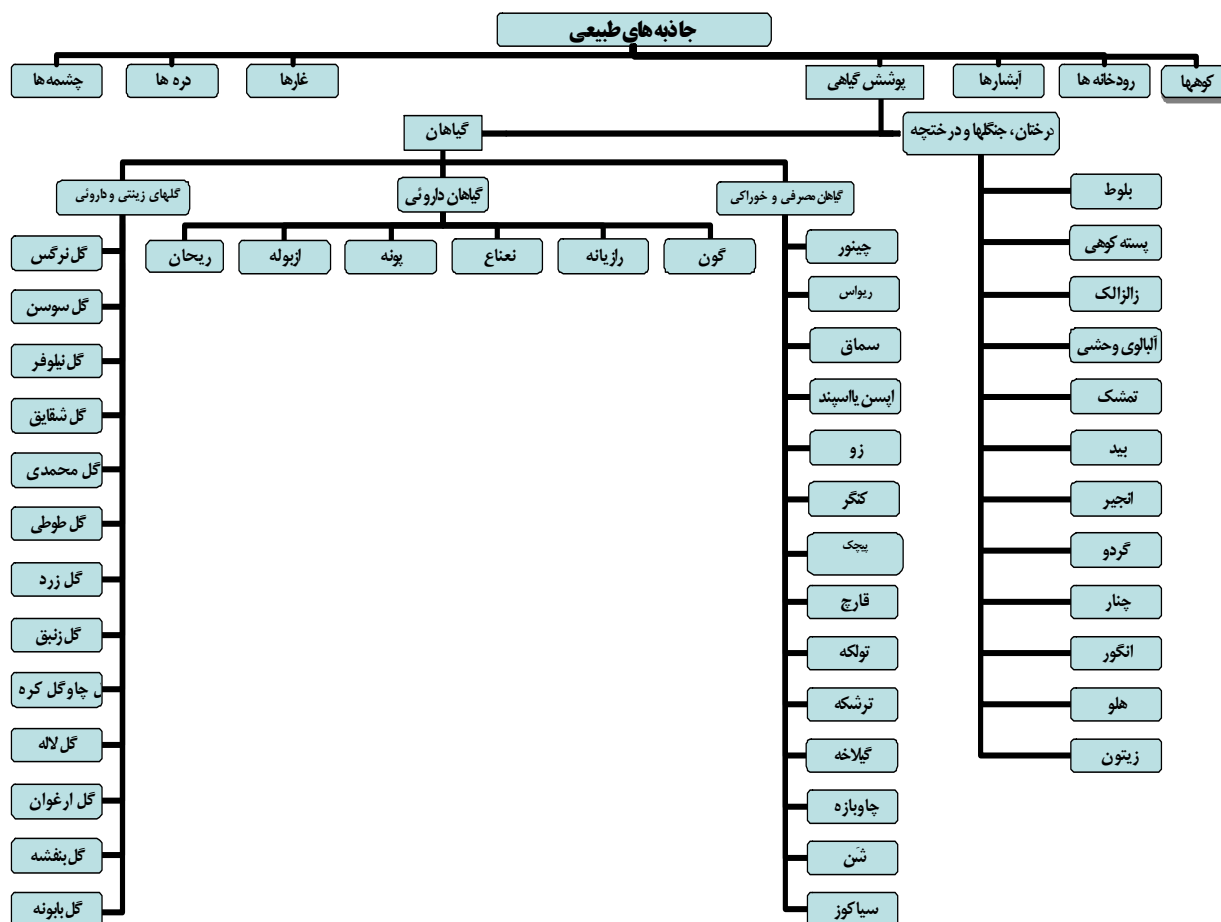 جاذبه های طبیعی
کوهها
رودخانه ها
آبشارها
پوشش گیاهی
غارها
دره ها
چشمه ها
درختان، جنگلها و درختچه
گیاهان
بلوط
پسته کوهی
زالزالک
آلبالوی وحشی
تمشک
بید
انجیر
گردو
چنار
انگور
هلو
زیتون
گیاهان مصرفی و خوراکی
چینور
ریواس
سماق
اپسن یااسپند
زو
کنگر
پیچک
قارچ
تولکه
ترشکه
گیلاخه
چاوبازه
شن
سیاکوز
گیاهان داروئی
گون
رازیانه
نعناع
پونه
ازبوله
ریحان
گلهای زینتی و داروئی
گل نرگس
گل سوسن
گل نیلوفر
گل شقایق
گل محمدی
گل طوطی
گل زرد
گل زنبق
ل چاوگل کره
گل لاله
گل ارغوان
گل بنفشه
گل بابونه